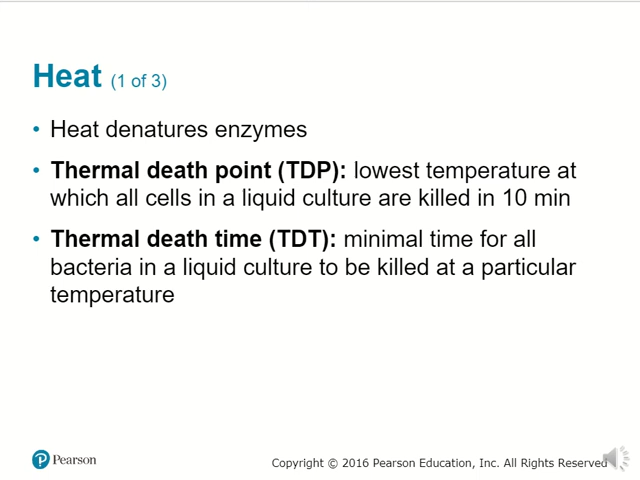 Heat (1 of 3)
• Heat denatures enzymes
• Thermal death point (TDP): lowest temperature at
which all cells in a liquid culture are killed in 10 min
• Thermal death time (TDT): minimal time for all
bacteria in a liquid culture to be killed at a particular
temperature
P Pearson
Copyright © 2016 Pearson Education, Inc. All Rights Reserved